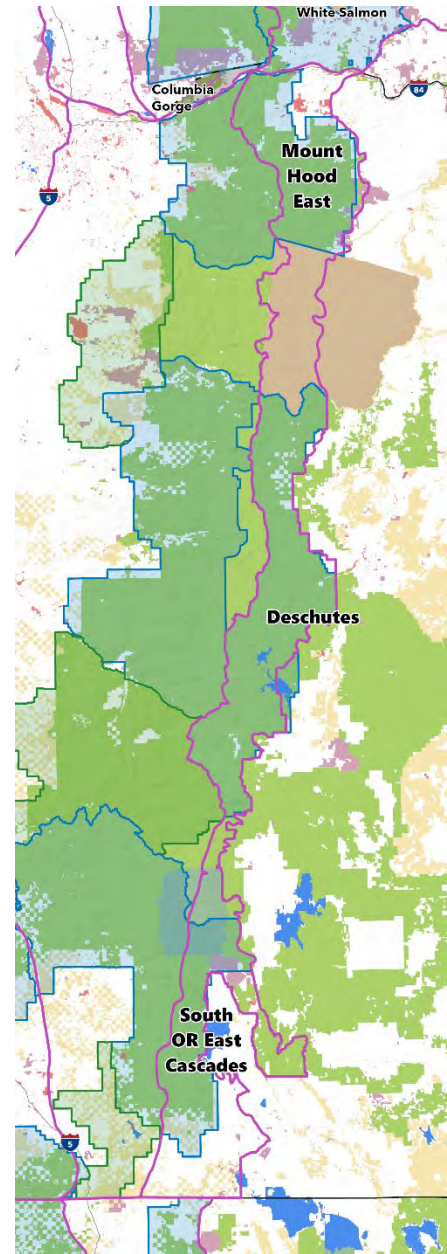 White Salmon
Columbia
Gorge
84
Mount
Hood
East
5
Deschutes
South
OR East
Cascades
5